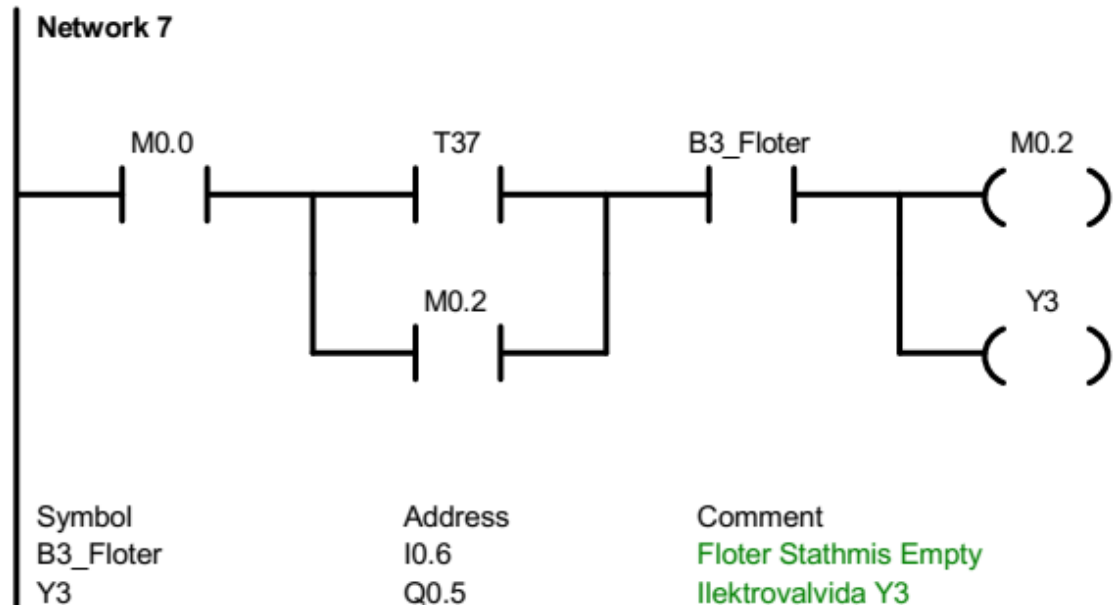 Network 7
M0.0 T37 B3_Floter M0.2
M0.2 Y3
Symbol Address Comment
B3_Floter I0.6 Floter Stathmis Empty
Y3 Q0.5 Ilektrovalvida Y3